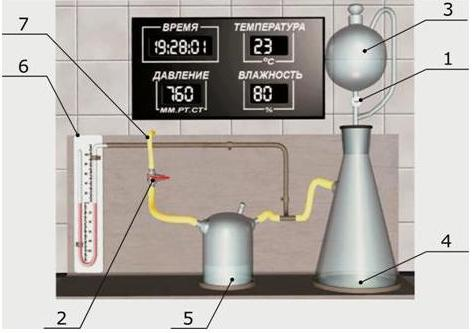 7
3
ВРЕМЯ
ТЕМПЕРАТУРА
19:28:01
23
°C
6
1
ДАВЛЕНИЕ
ВЛАЖНОСТЬ
760
80
ММ.РТ.СТ
%
2
5
4